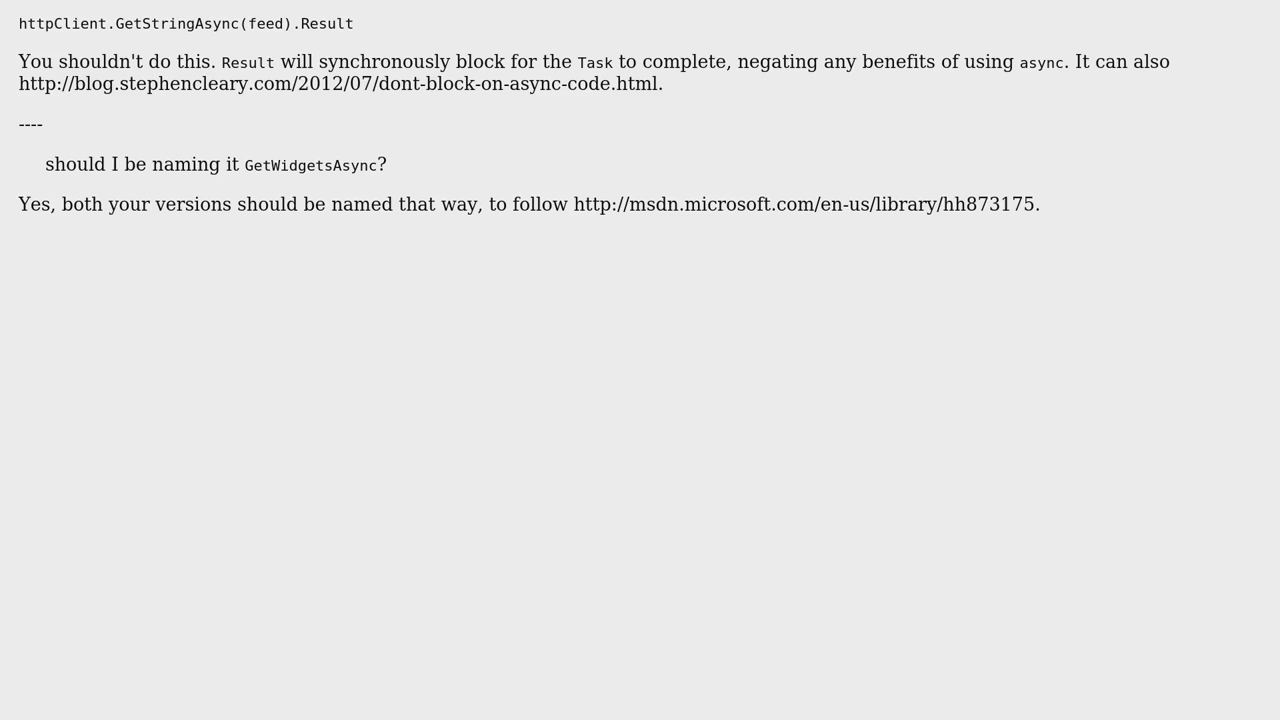 httpClient.GetStringAsync(feed).Result
You shouldn't do this. Result will synchronously block for the Task to complete, negating any benefits of using async. It can also
http://blog.stephencleary.com/2012/07/dont-block-on-async-code.html.
----
should I be naming it GetWidgetsAsync?
Yes, both your versions should be named that way, to follow http://msdn.microsoft.com/en-us/library/hh873175.